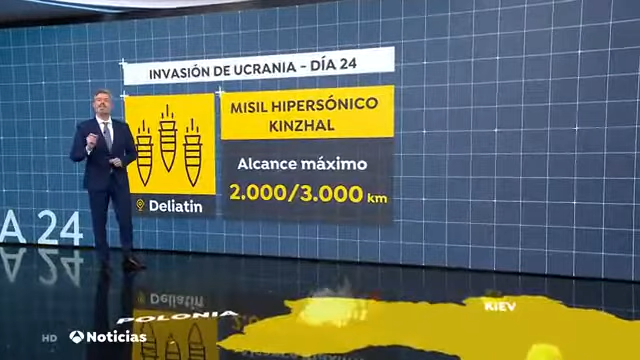 INVASIÓN DE UCRANIA - DÍA 24
MISIL HIPERSÓNICO
KINZHAL
Alcance máximo
2.000/3.000 km
Deliatin
A 24
Deliatín
POLONIA
KIEV
HD Noticias